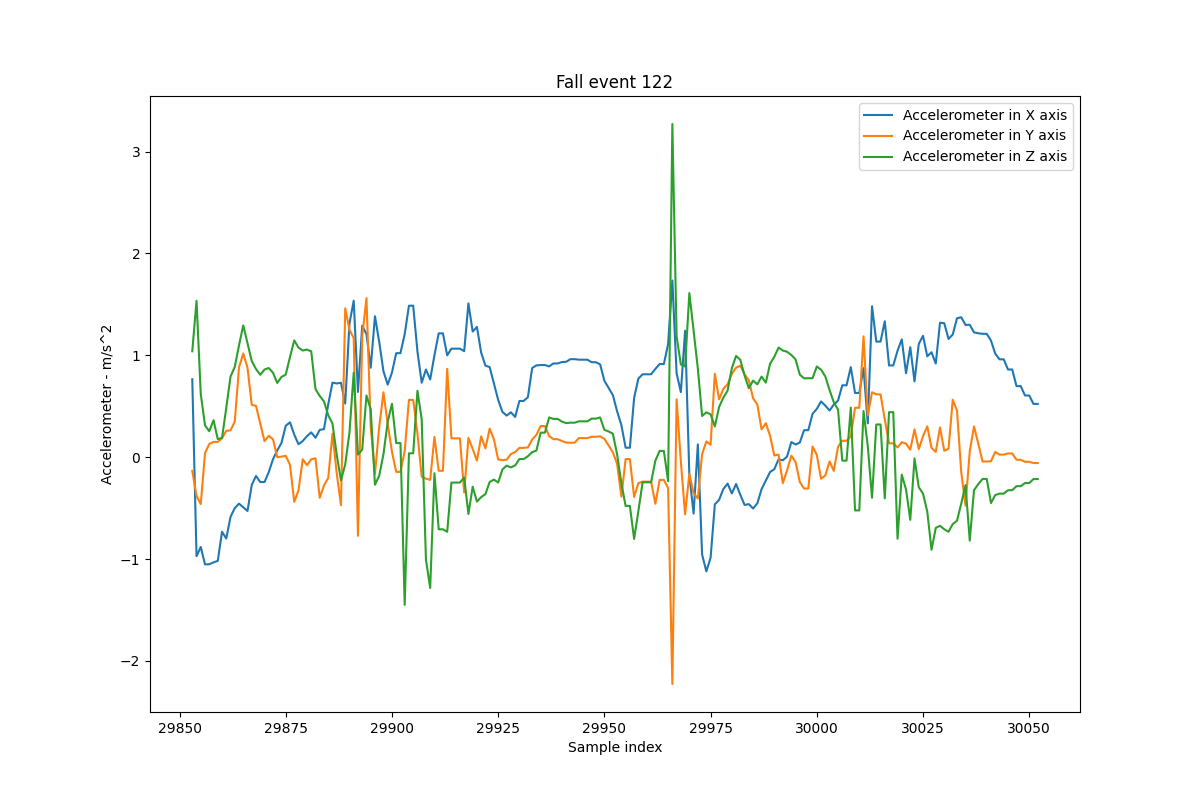 Fall event 122
Accelerometer in X axis
Accelerometer in Y axis
Accelerometer in Z axis
Accelerometer - m/s^2
3
2
1
0
−1
−2
29850 29875 29900 29925 29950 29975 30000 30025 30050
Sample index